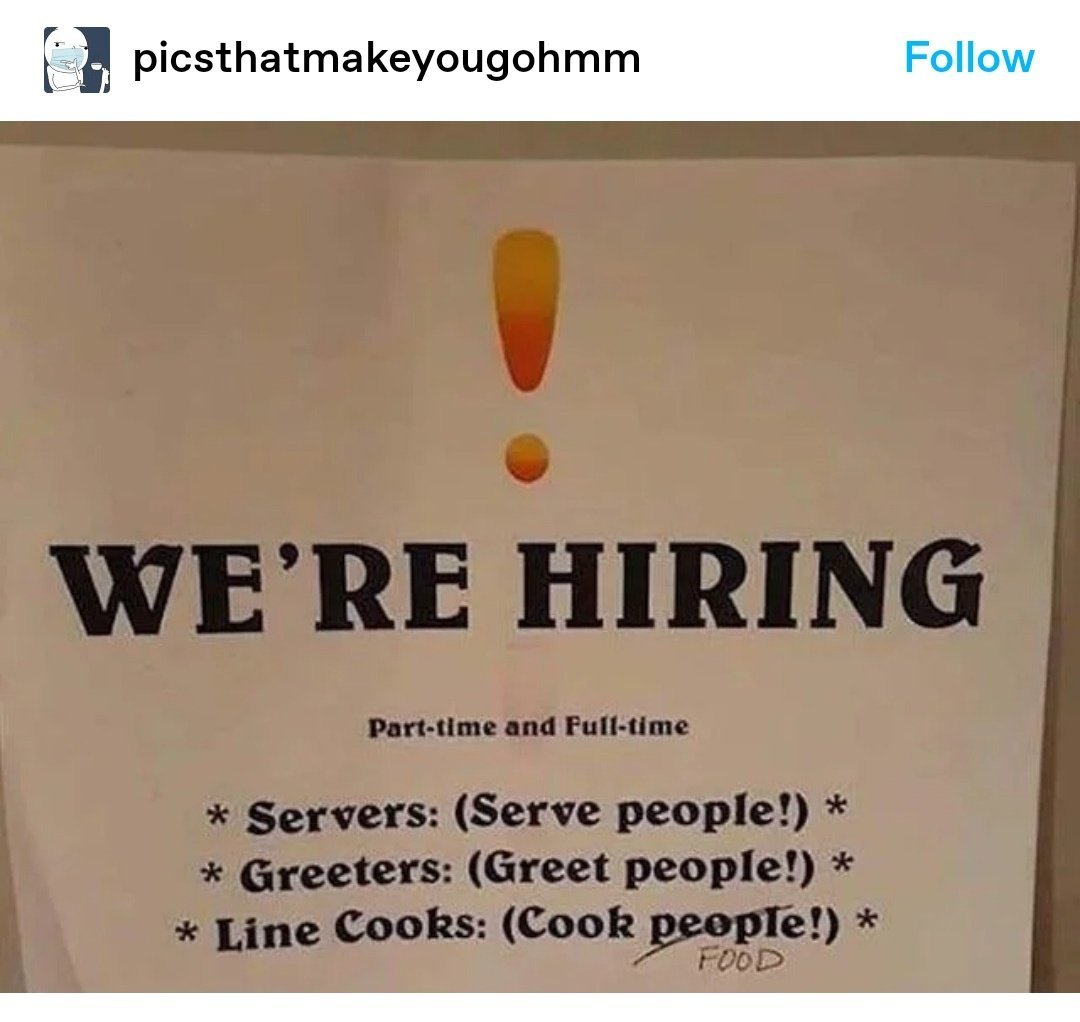 picsthatmakeyougohmm Follow
!
WE'RE HIRING
Part-time and Full-time
* Servers: (Serve people!) *
* Greeters: (Greet people!) *
* Line Cooks: (Cook people!) *
FOOD